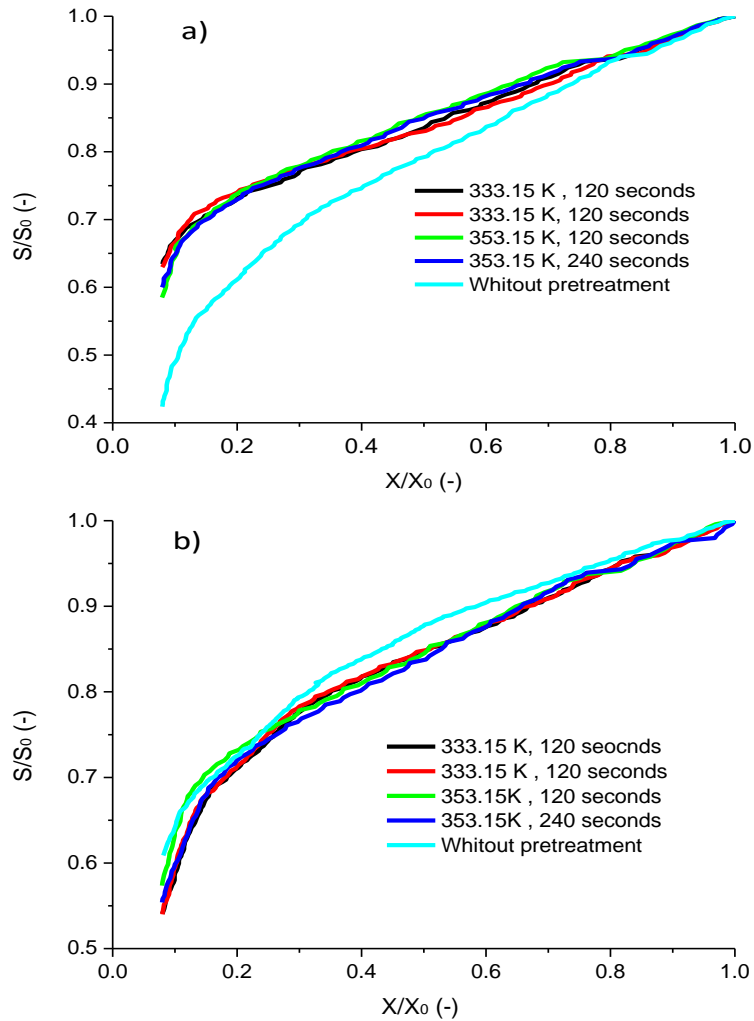 a)
1.0
0.9
0.8
0.7
0.6
0.5
0.4
S/S0 (-)
333.15 K , 120 seconds
333.15 K, 120 seconds
353.15 K, 120 seconds
353.15 K, 240 seconds
Whitout pretreatment
0.0 0.2 0.4 0.6 0.8 1.0
X/X0 (-)
b)
1.0
0.9
0.8
0.7
0.6
0.5
S/S0 (-)
333.15 K, 120 seocnds
333.15 K , 120 seconds
353.15K , 120 seconds
353.15K , 240 seconds
Whitout pretreatment
0.0 0.2 0.4 0.6 0.8 1.0
X/X0 (-)